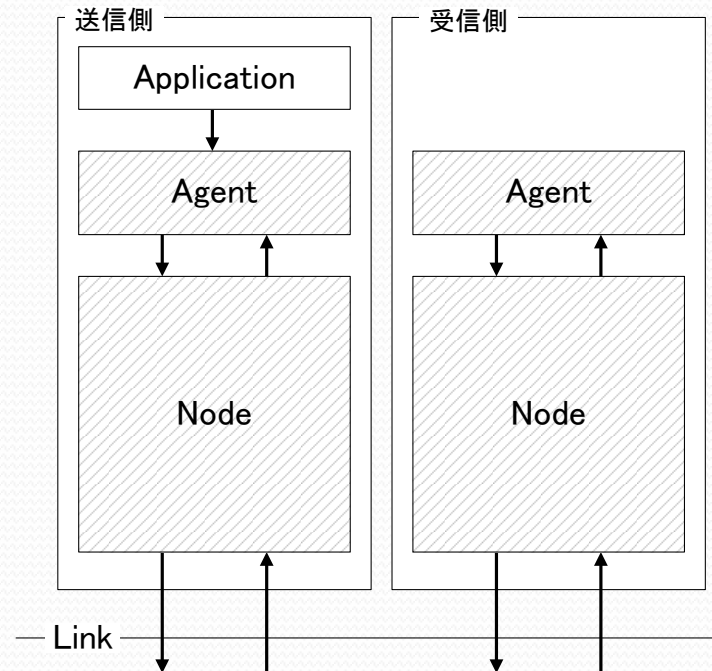 送信側
Application
Agent
Node
受信側
Agent
Node
Link